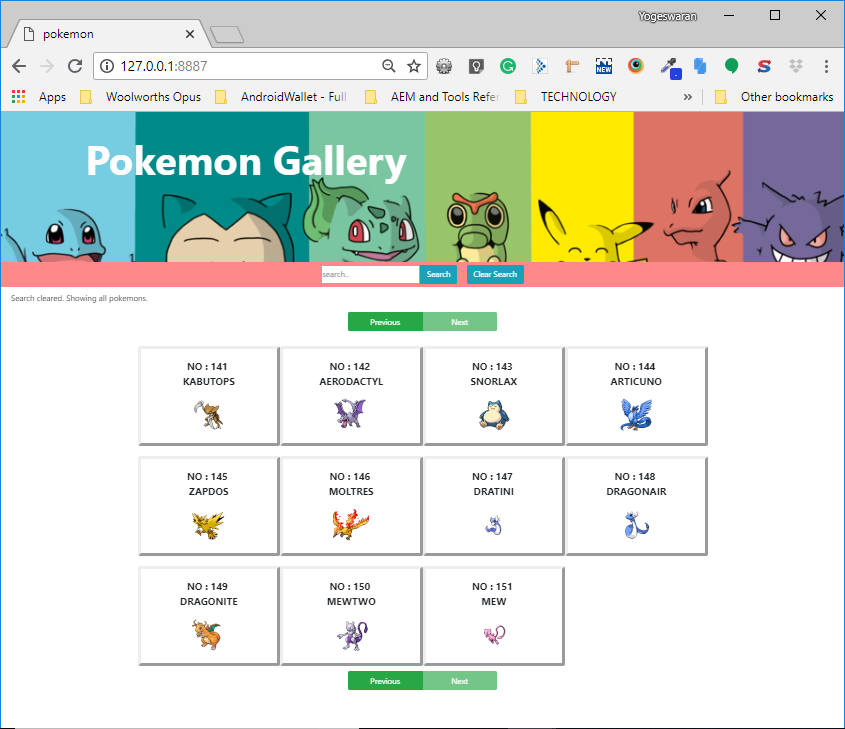 Yogeswaran
pokemon
127.0.0.1:8887
NEW
Apps
Woolworths Opus
AndroidWallet - Full
AEM and Tools Refer
TECHNOLOGY
»
Other bookmarks
Pokemon Gallery
search..
Search
Clear Search
Search cleared. Showing all pokemons.
Previous
Next
NO : 141
KABUTOPS
NO : 142
AERODACTYL
NO : 143
SNORLAX
NO : 144
ARTICUNO
NO : 145
ZAPDOS
NO : 146
MOLTRES
NO : 147
DRATINI
NO : 148
DRAGONAIR
NO : 149
DRAGONITE
NO : 150
MEWTWO
NO : 151
MEW
Previous
Next